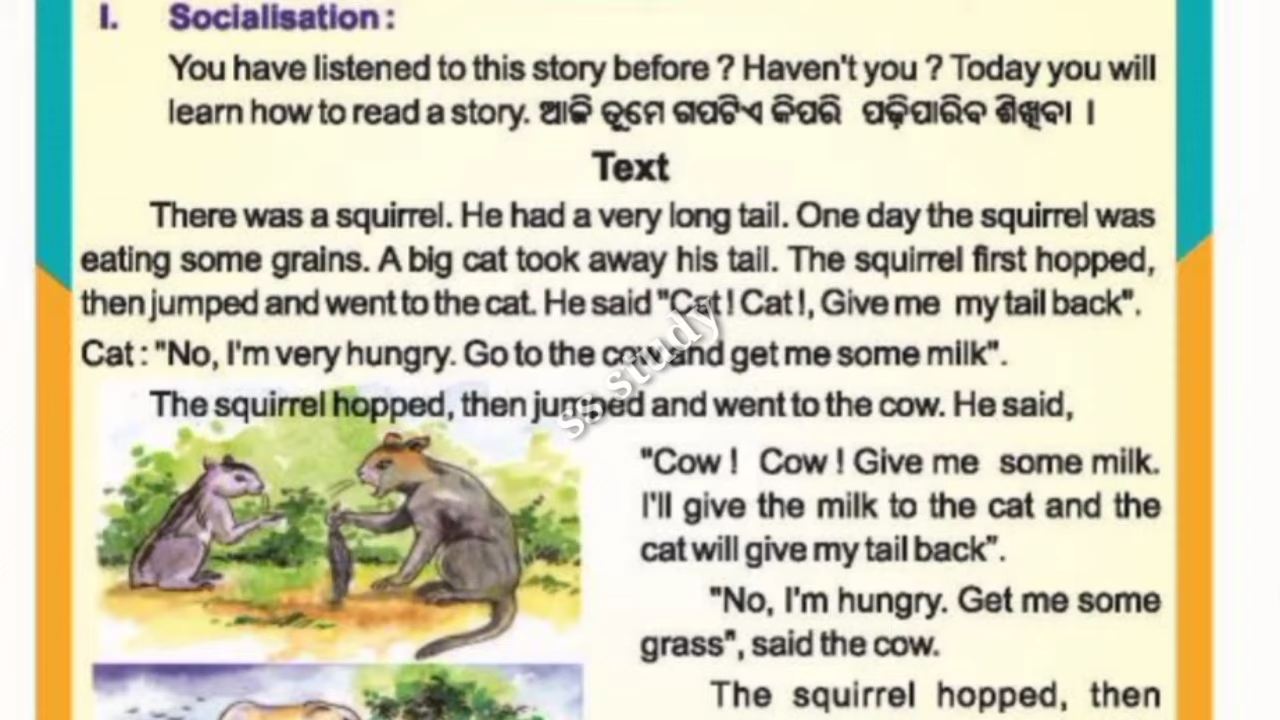 I. Socialisation :
You have listened to this story before ? Haven't you ? Today you will
learn how to read a story. ଆଜି ତୁମେ ଗପଟିଏ କିପରି ପଢ଼ିପାରିବ ଶିଖିବା ।
Text
There was a squirrel. He had a very long tail. One day the squirrel was
eating some grains. A big cat took away his tail. The squirrel first hopped,
then jumped and went to the cat. He said "Cat ! Cat !, Give me my tail back".
Cat : "No, I'm very hungry. Go to the cow and get me some milk".
The squirrel hopped, then jumped and went to the cow. He said,
"Cow ! Cow ! Give me some milk.
I'll give the milk to the cat and the
cat will give my tail back”.
"No, I'm hungry. Get me some
grass", said the cow.
The squirrel hopped, then
ss study